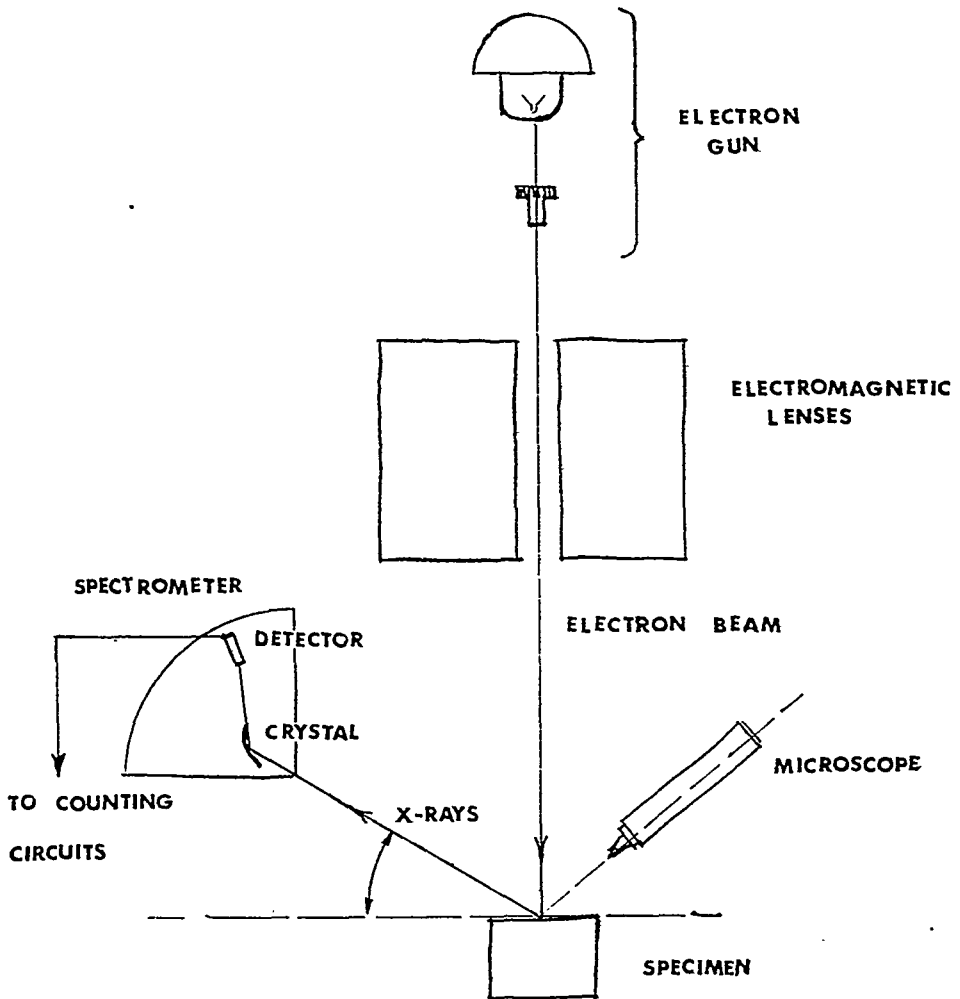 ELECTRON
GUN
ELECTROMAGNETIC
LENSES
SPECTROMETER
DETECTOR
ELECTRON BEAM
CRYSTAL
MICROSCOPE
TO COUNTING
CIRCUITS
X-RAYS
SPECIMEN